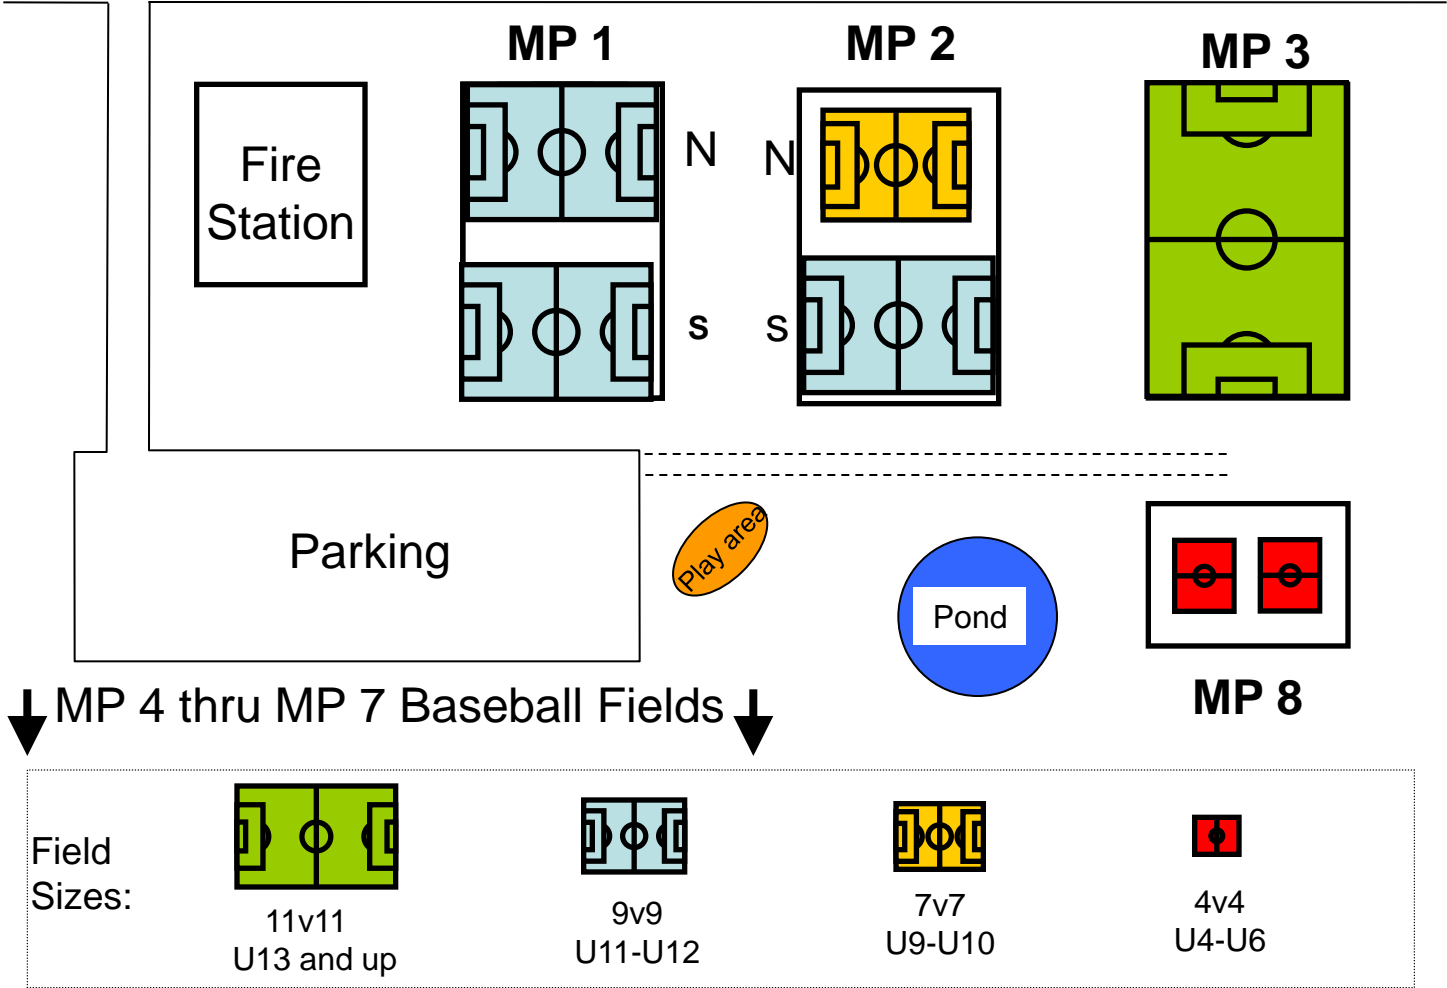 MP 1
MP 2
MP 3
Fire
Station
N
N
s
s
Parking
Play area
Pond
MP 8
MP 4 thru MP 7 Baseball Fields
Field
Sizes:
11v11
U13 and up
9v9
U11-U12
7v7
U9-U10
4v4
U4-U6